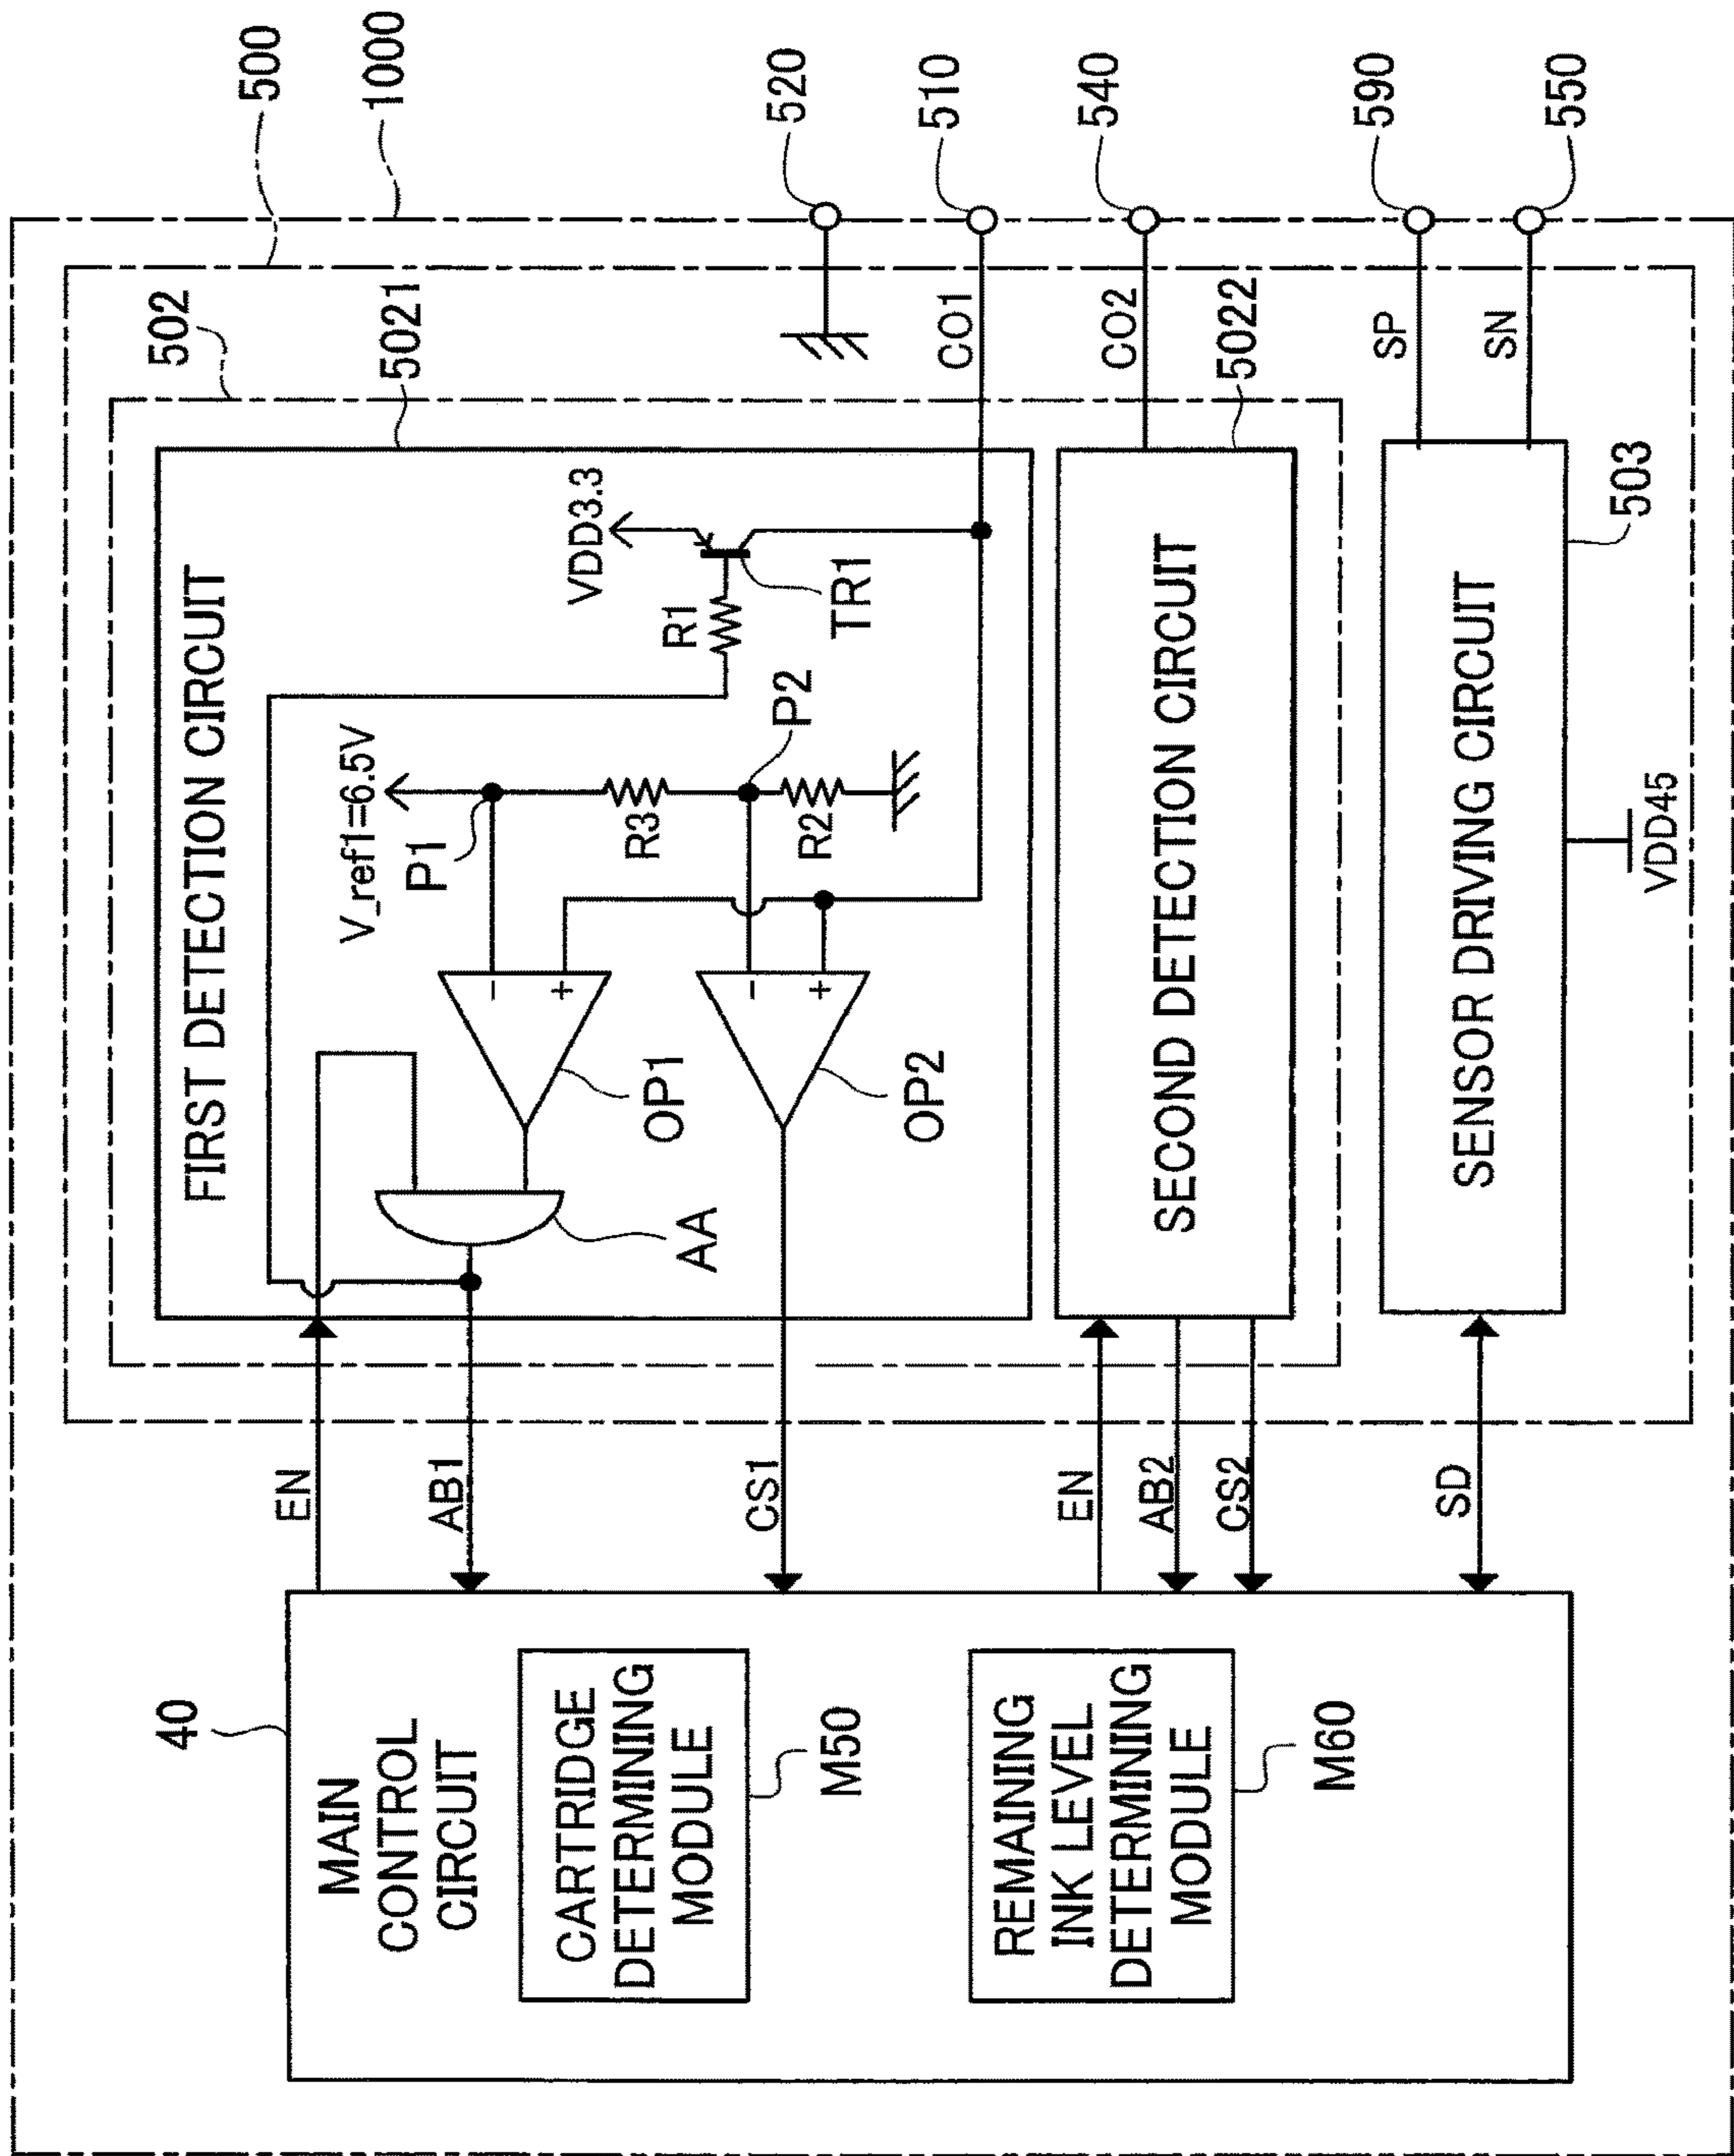 1000
500
502
5021
FIRST DETECTION CIRCUIT
V_ref1=6.5V
P1
VDD3.3
R1
TR1
R3
P2
R2
-
+
OP1
-
+
OP2
AA
520
CO1
510
CO2
540
5022
SECOND DETECTION CIRCUIT
SP
590
SN
550
503
SENSOR DRIVING CIRCUIT
VDD45
EN
AB1
CS1
EN
AB2
CS2
SD
40
MAIN
CONTROL
CIRCUIT
CARTRIDGE
DETERMINING
MODULE
M50
REMAINING
INK LEVEL
DETERMINING
MODULE
M60